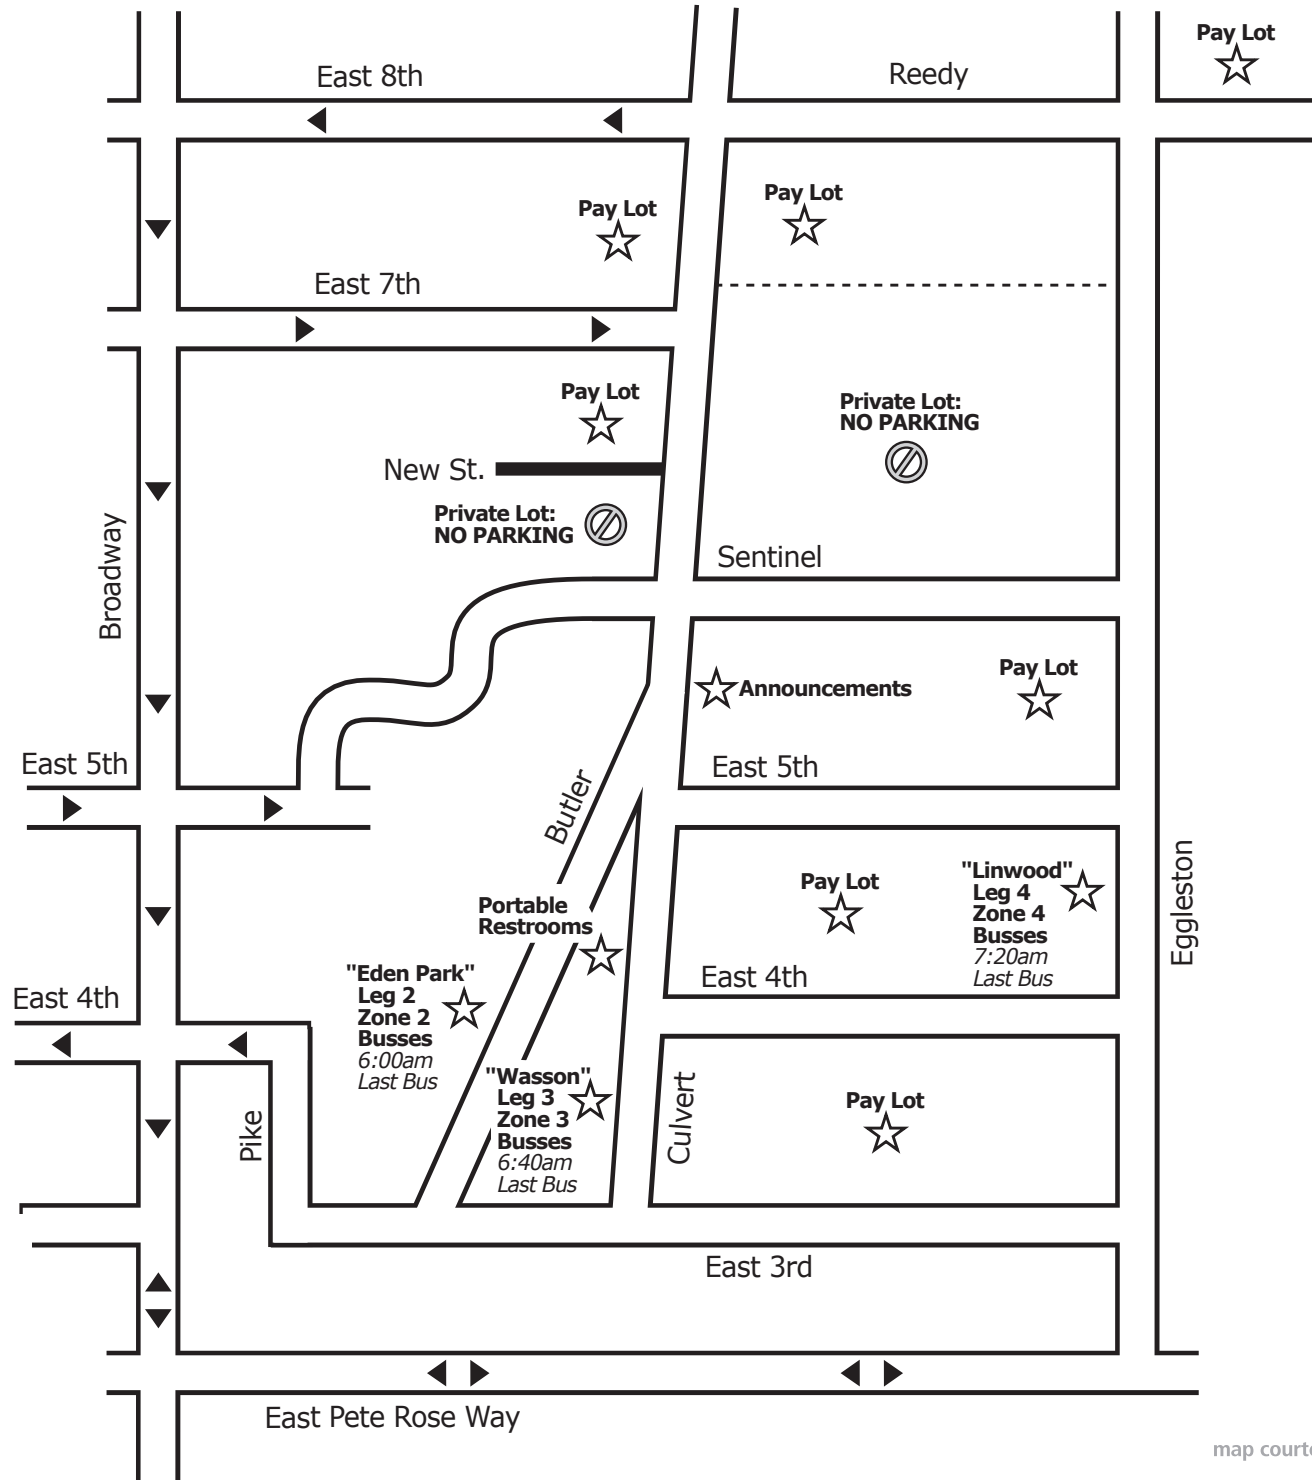 Pay Lot
East 8th
Reedy
Pay Lot
Pay Lot
East 7th
Pay Lot
Private Lot:
NO PARKING
New St.
Private Lot:
NO PARKING
Broadway
Sentinel
Announcements
Pay Lot
East 5th
East 5th
Butler
Eggleston
Pay Lot
"Linwood"
Leg 4
Zone 4
Busses
7:20am
Last Bus
Portable
Restrooms
East 4th
"Eden Park"
Leg 2
Zone 2
Busses
6:00am
Last Bus
East 4th
"Wasson"
Leg 3
Zone 3
Busses
6:40am
Last Bus
Culvert
Pay Lot
Pike
East 3rd
East Pete Rose Way
map